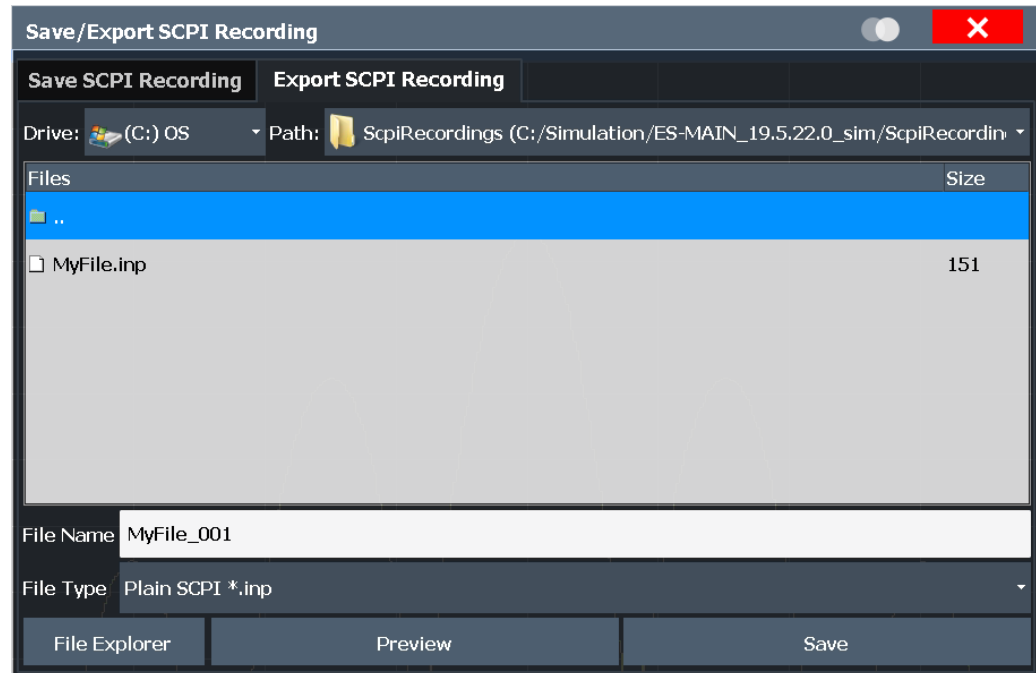 Save/Export SCPI Recording
Save SCPI Recording Export SCPI Recording
Drive: (C:) OS Path: ScpiRecordings (C:/Simulation/ES-MAIN_19.5.22.0_sim/ScpiRecordin
Files Size
..
MyFile.inp 151
File Name MyFile_001
File Type Plain SCPI *.inp
File Explorer Preview Save